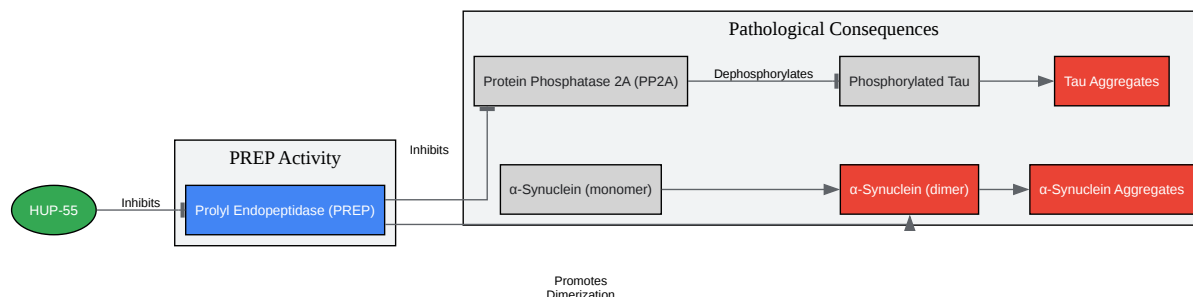 Pathological Consequences
Protein Phosphatase 2A (PP2A)
Dephosphorylates
Phosphorylated Tau
Tau Aggregates
PREP Activity
Inhibits
α-Synuclein (monomer)
α-Synuclein (dimer)
α-Synuclein Aggregates
HUP-55
Inhibits
Prolyl Endopeptidase (PREP)
Promotes
Dimerization